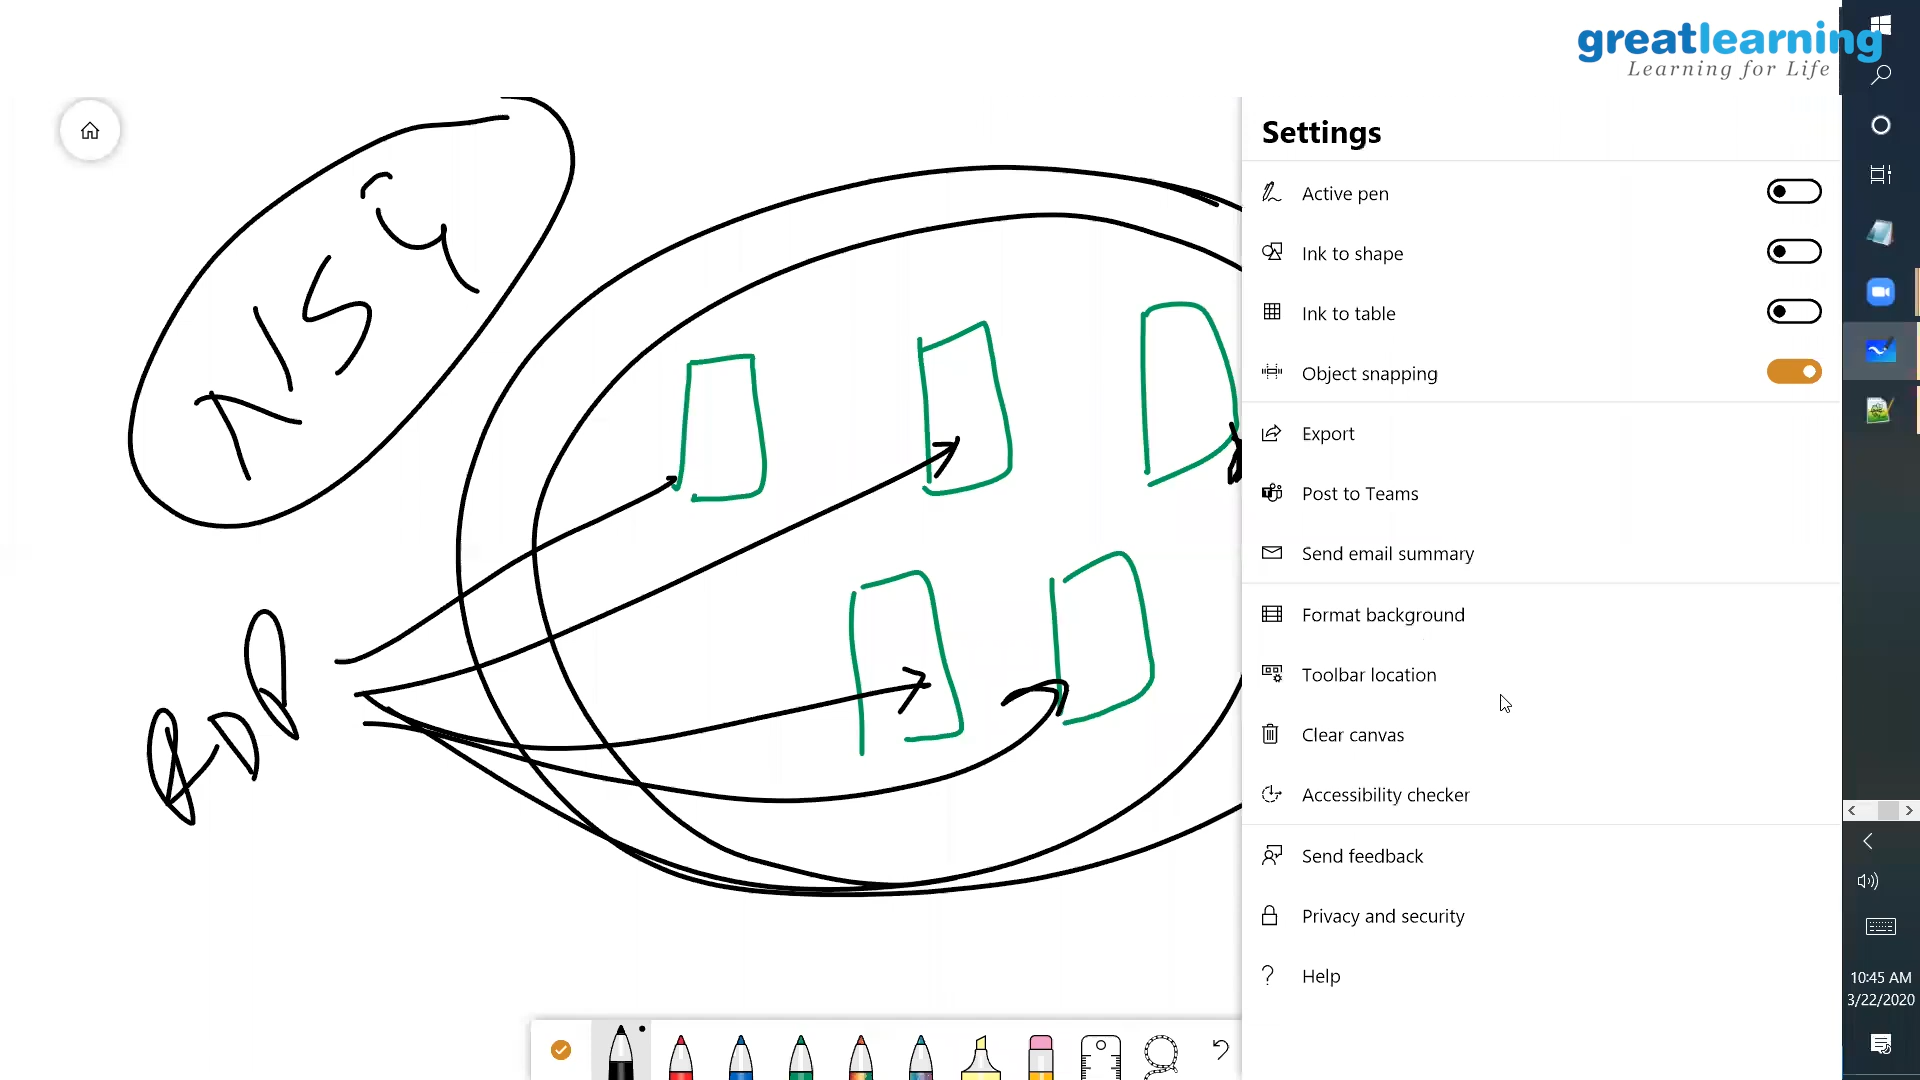 greatlearning
Learning for Life
Settings
Active pen
Ink to shape
Ink to table
Object snapping
Export
Post to Teams
Send email summary
Format background
Toolbar location
Clear canvas
Accessibility checker
Send feedback
Privacy and security
Help
RDP
10:45 AM
3/22/2020